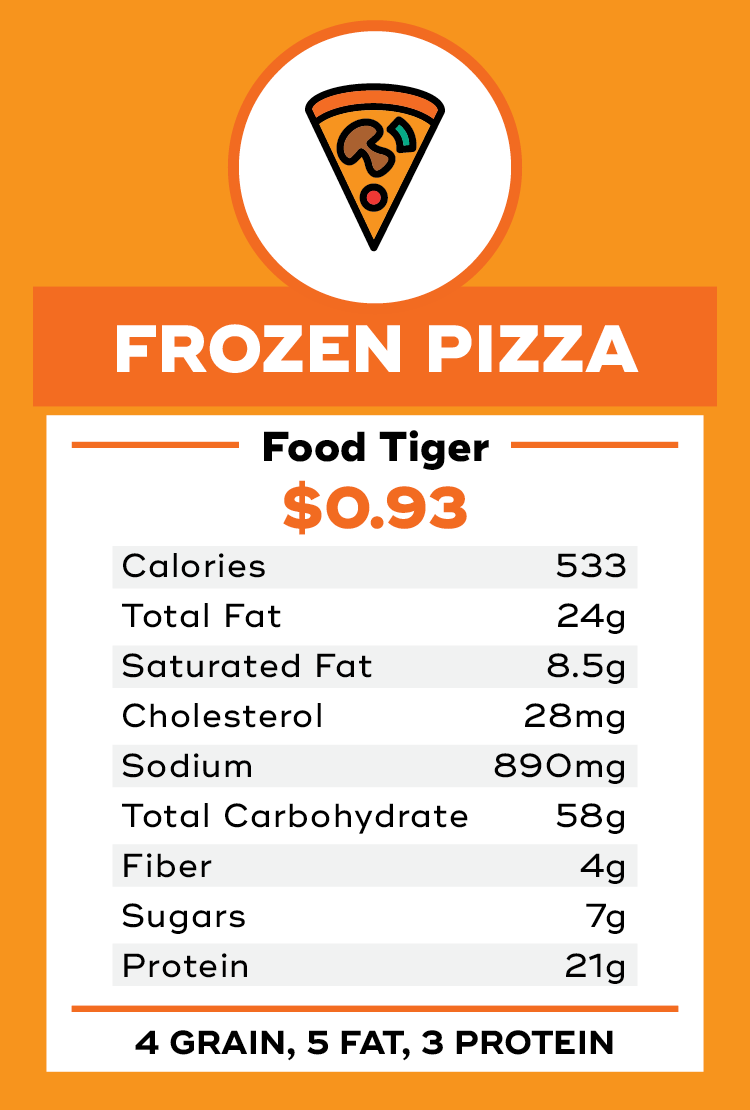 FROZEN PIZZA
Food Tiger
$0.93
Calories 533
Total Fat 24g
Saturated Fat 8.5g
Cholesterol 28mg
Sodium 890mg
Total Carbohydrate 58g
Fiber 4g
Sugars 7g
Protein 21g
4 GRAIN, 5 FAT, 3 PROTEIN